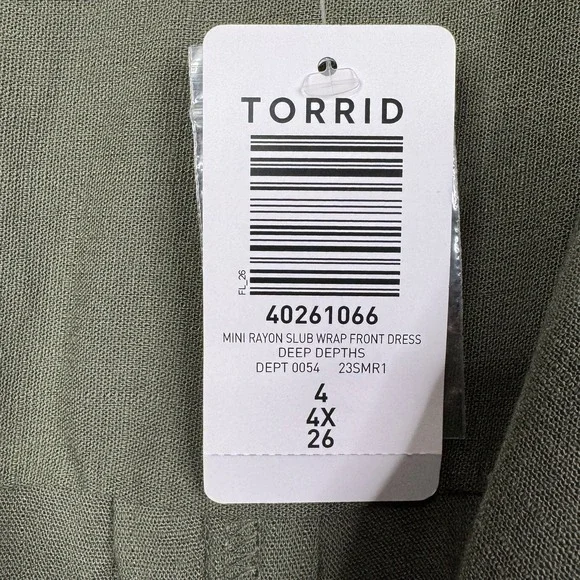 TORRID
FL_26
40261066
MINI RAYON SLUB WRAP FRONT DRESS
DEEP DEPTHS
DEPT 0054 23SMR1
4
4X
26